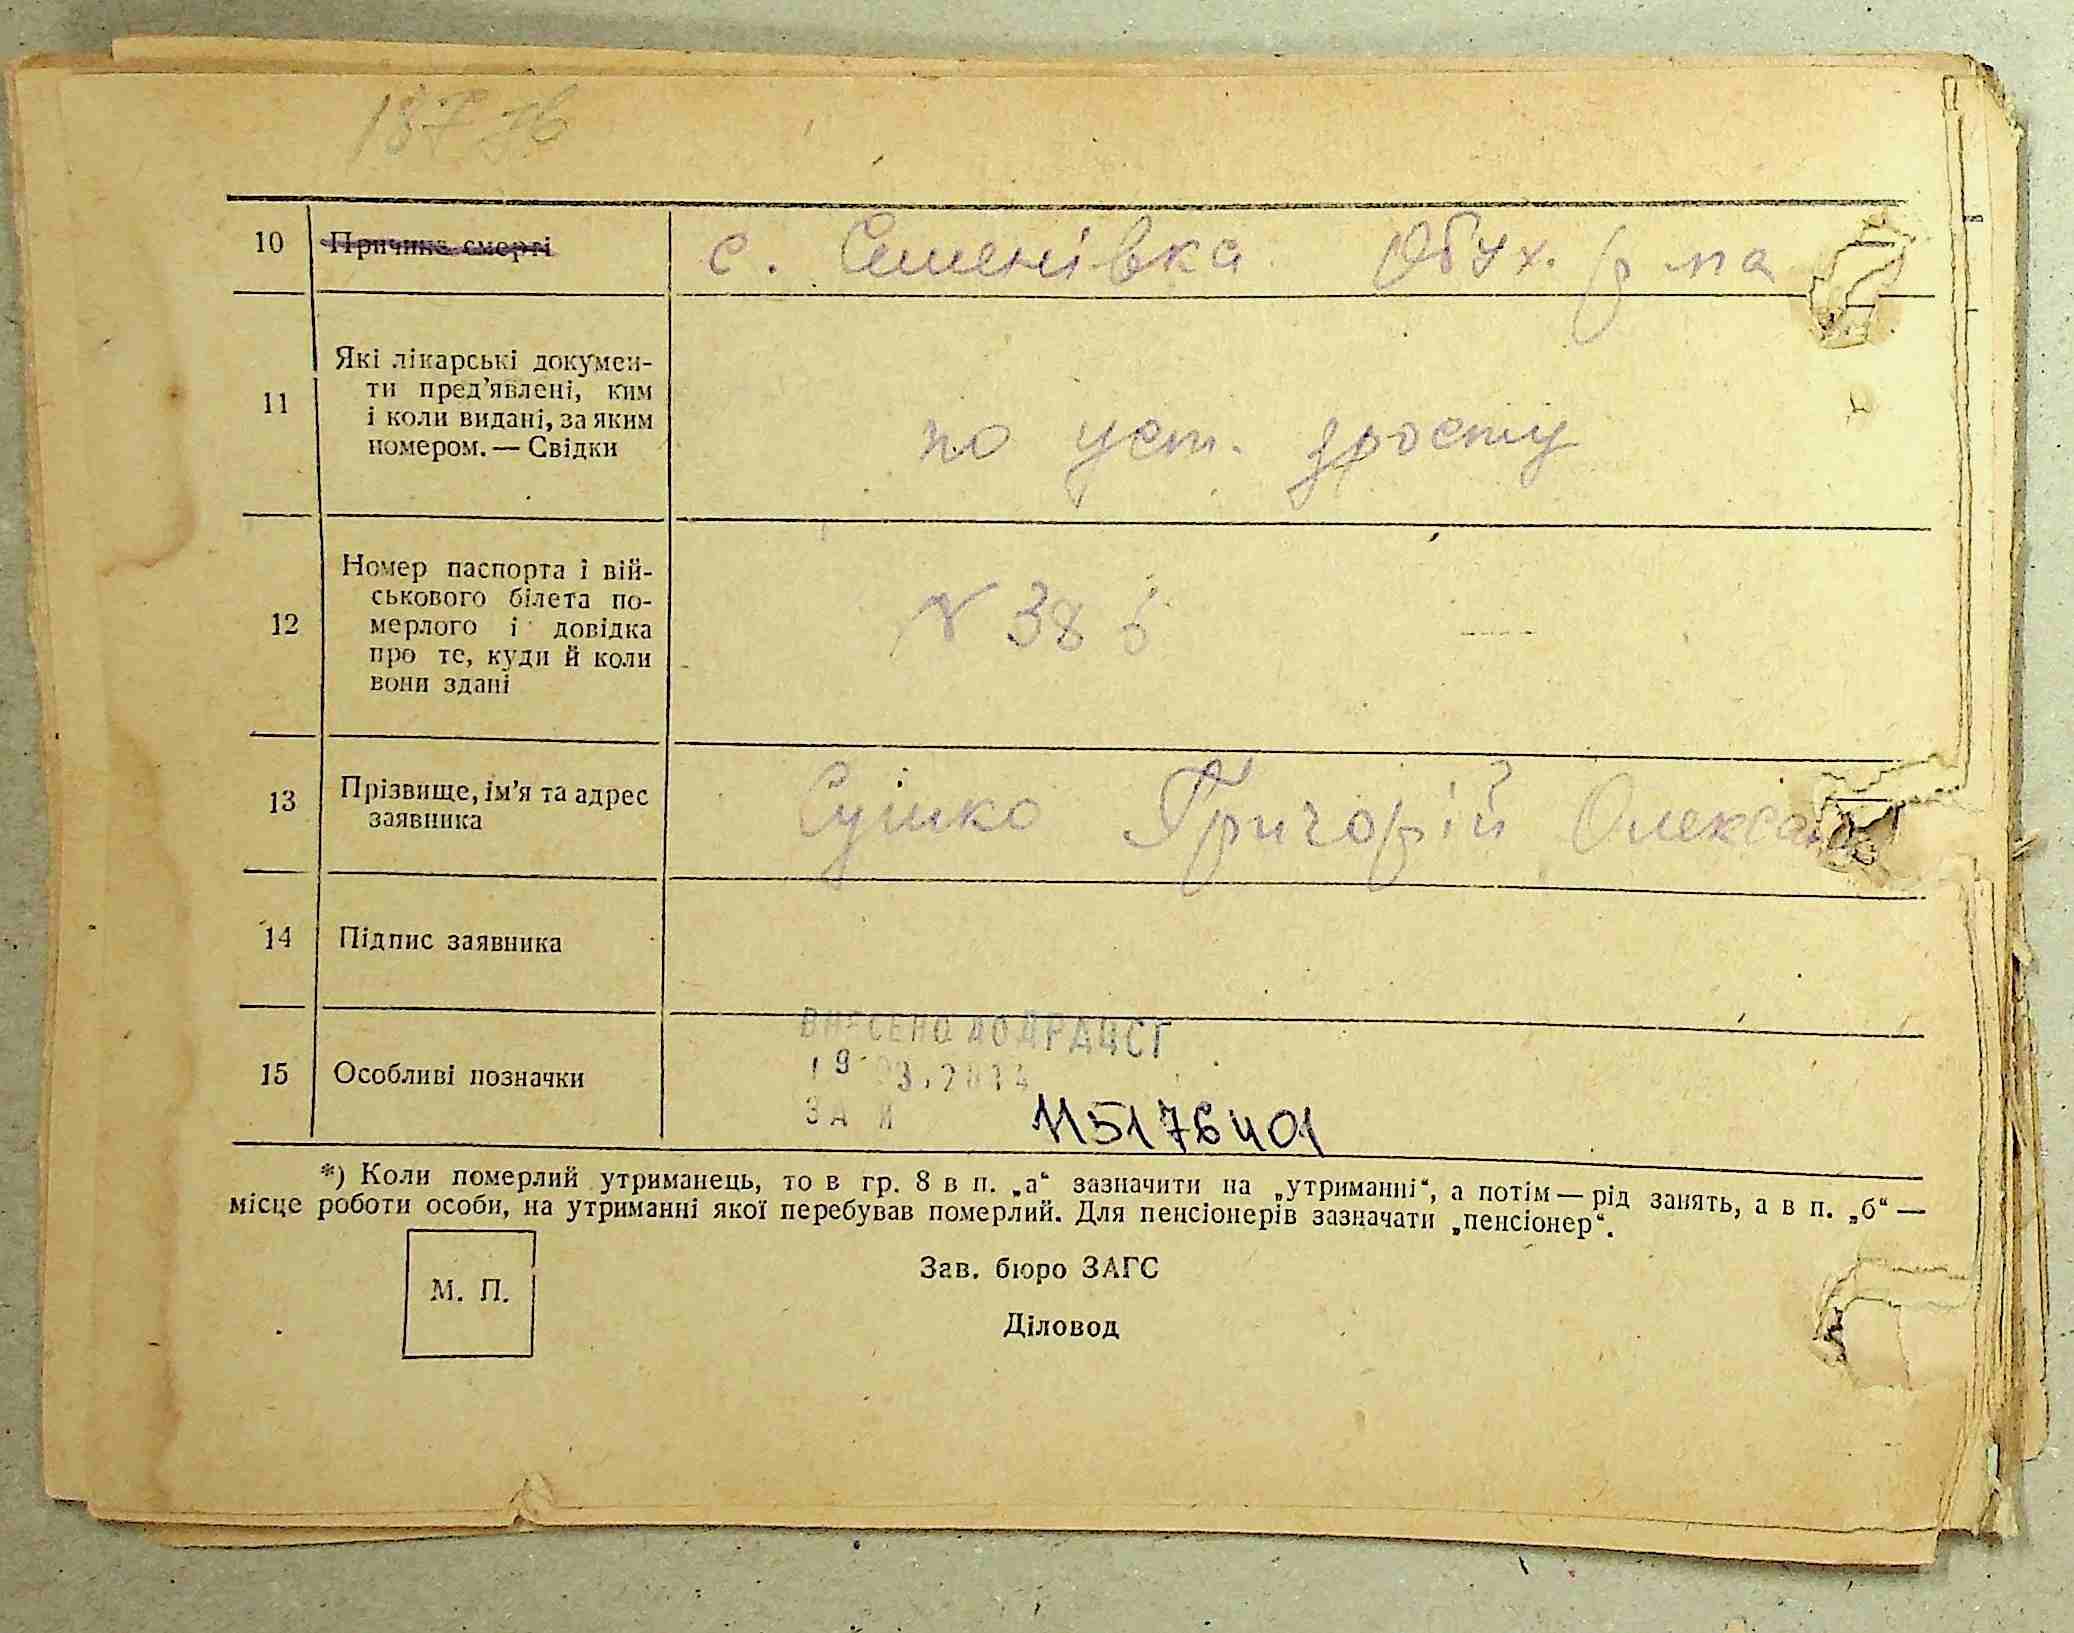 10 Причина смерті с. Семенівка Обух. р-на
11 Які лікарські докумен-
ти пред’явлені, ким
і коли видані, за яким
номером. — Свідки
по уст. зросту
12 Номер паспорта і вій-
ськового білета по-
мерлого і довідка
про те, куди й коли
вони здані
N 38
13 Прізвище, ім’я та адрес
заявника
Сушко Григорій Олекса
14 Підпис заявника
15 Особливі позначки
ВНЕСЕНО ДО ДРАЦСГ
ЗА №
115176401
*) Коли померлий утриманець, то в гр. 8 в п. „а“ зазначити на „утриманні“, а потім — рід занять, а в п. „б“ —
місце роботи особи, на утриманні якої перебував померлий. Для пенсіонерів зазначати „пенсіонер“.
М. П.
Зав. бюро ЗАГС
Діловод